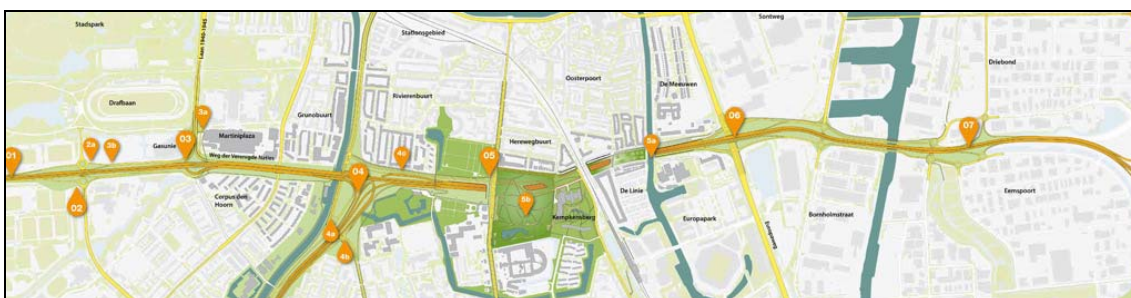 Stadspark
Laan 1940-1945
Stationsgebied
Sontweg
Driebond
Oosterpoort
De Meeuwen
Drafbaan
Rivierenbuurt
Grunobuurt
3a
06
Martiniplaza
03
Gasunie
2a
3b
Herewegbuurt
07
5a
01
Weg der Verenigde Naties
4c
05
04
De Linie
Eemspoort
Corpus den
Hoorn
02
5b
Kempkensberg
Europapark
Bornholmstraat
Euvelgunne
4a
4b